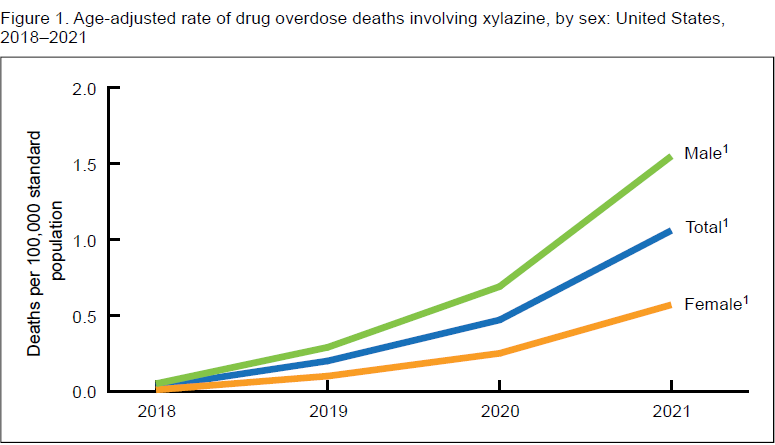 Figure 1. Age-adjusted rate of drug overdose deaths involving xylazine, by sex: United States,
2018–2021
Deaths per 100,000 standard
population
2.0
1.5
1.0
0.5
0.0
Male¹
Total¹
Female¹
2018
2019
2020
2021